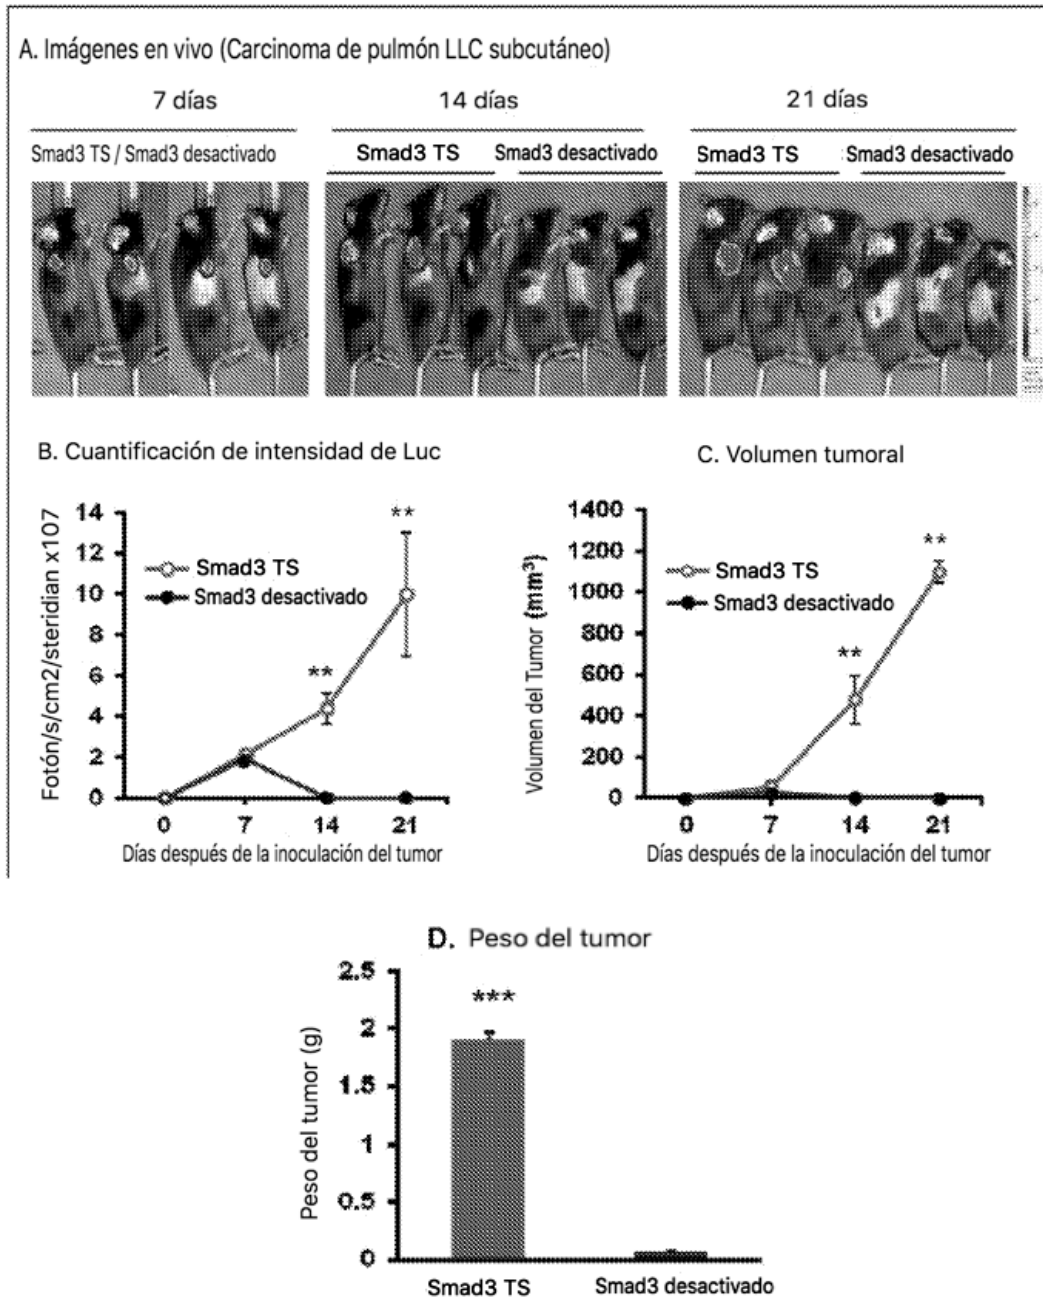 A. Imágenes en vivo (Carcinoma de pulmón LLC subcutáneo)
7 días 14 días 21 días
Smad3 TS / Smad3 desactivado Smad3 TS Smad3 desactivado Smad3 TS Smad3 desactivado
B. Cuantificación de intensidad de Luc
Fotón/s/cm2/steridian x107
14
12
10
8
6
4
2
0
** **
Smad3 TS
Smad3 desactivado
0 7 14 21
Días después de la inoculación del tumor
C. Volumen tumoral
Volumen del Tumor (mm³)
1400
1200
1000
800
600
400
200
0
** **
Smad3 TS
Smad3 desactivado
0 7 14 21
Días después de la inoculación del tumor
D. Peso del tumor
Peso del tumor (g)
2.5
2
1.5
1
0.5
0
***
Smad3 TS Smad3 desactivado